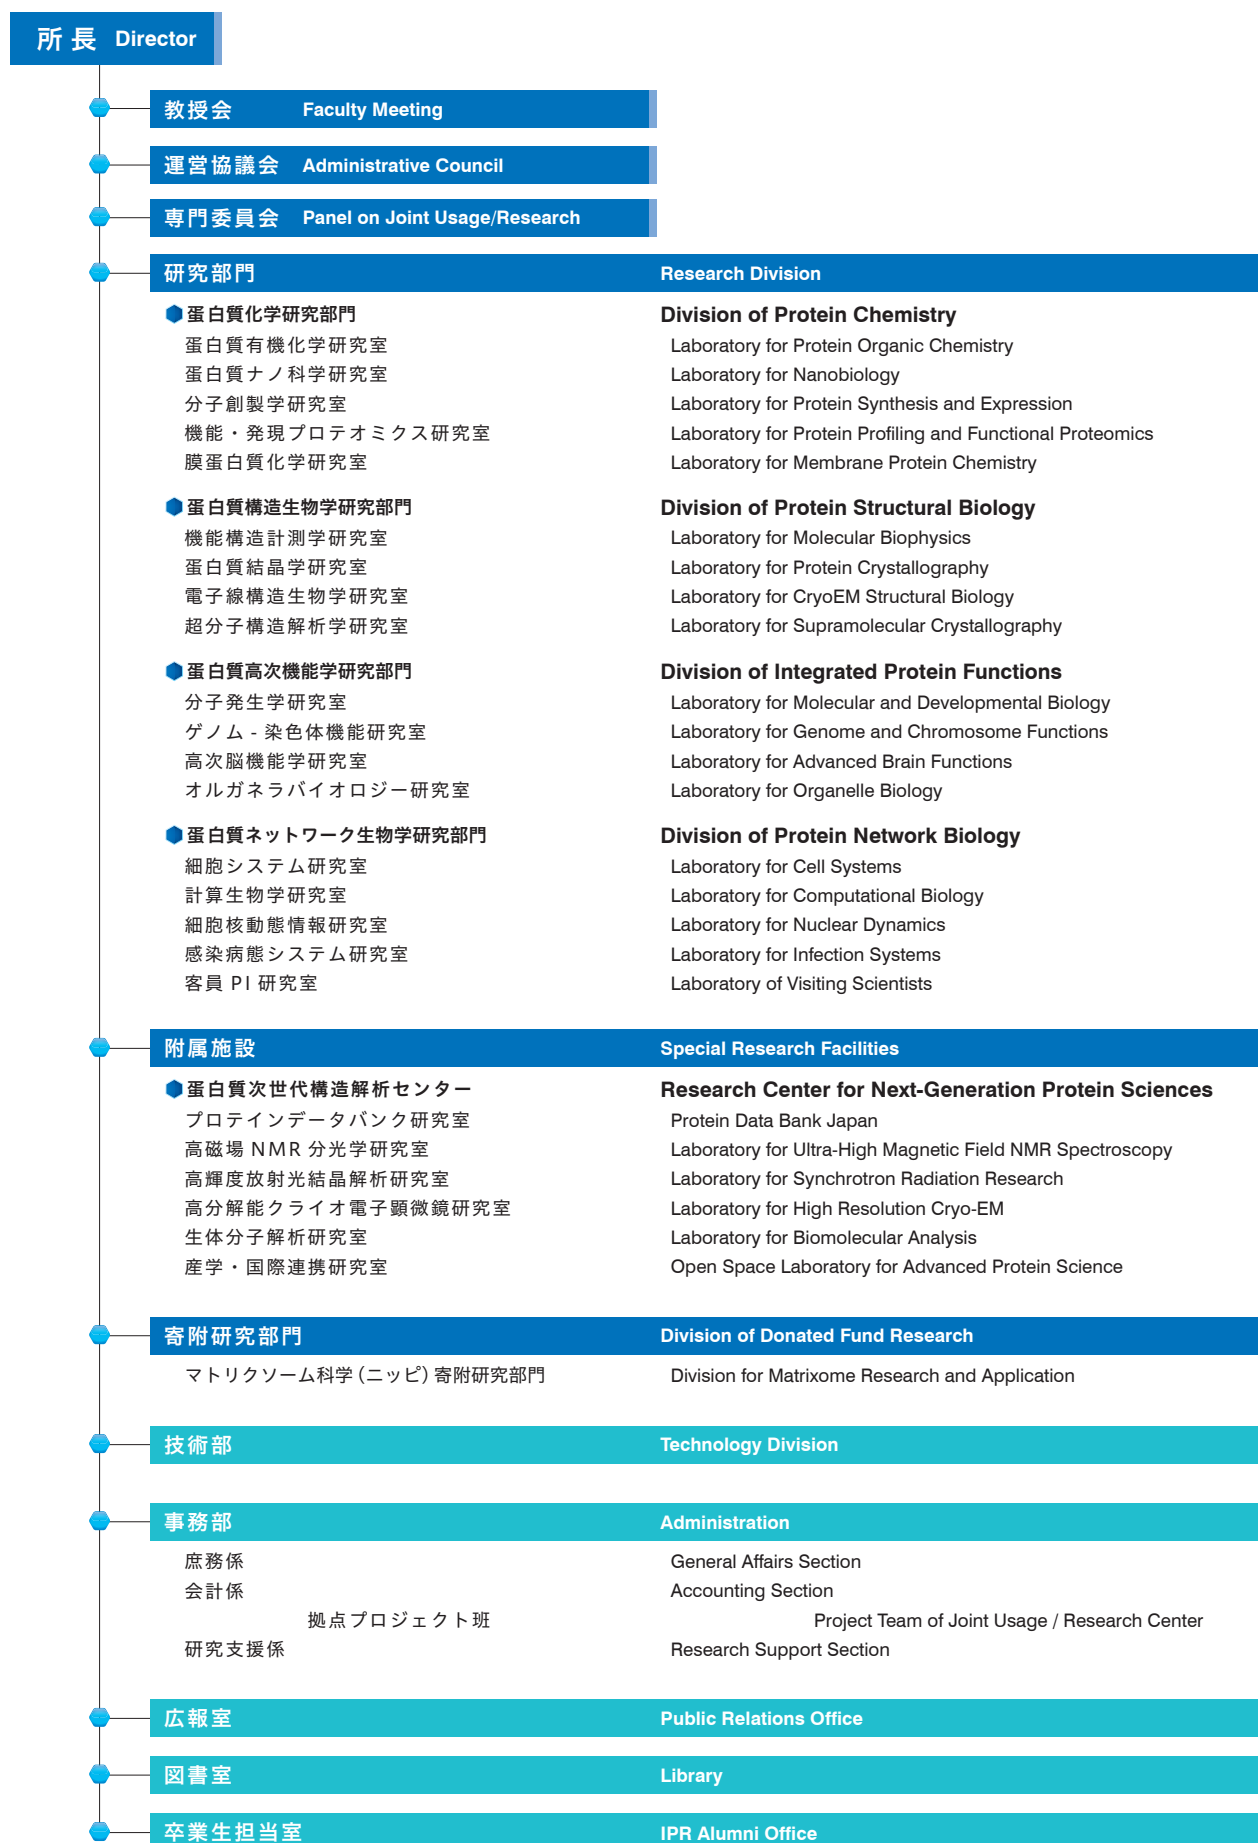 所長 Director
教授会 Faculty Meeting
運営協議会 Administrative Council
専門委員会 Panel on Joint Usage/Research
研究部門 Research Division
蛋白質化学研究部門 Division of Protein Chemistry
蛋白質有機化学研究室 Laboratory for Protein Organic Chemistry
蛋白質ナノ科学研究室 Laboratory for Nanobiology
分子創製学研究室 Laboratory for Protein Synthesis and Expression
機能・発現プロテオミクス研究室 Laboratory for Protein Profiling and Functional Proteomics
膜蛋白質化学研究室 Laboratory for Membrane Protein Chemistry
蛋白質構造生物学研究部門 Division of Protein Structural Biology
機能構造計測学研究室 Laboratory for Molecular Biophysics
蛋白質結晶学研究室 Laboratory for Protein Crystallography
電子線構造生物学研究室 Laboratory for CryoEM Structural Biology
超分子構造解析学研究室 Laboratory for Supramolecular Crystallography
蛋白質高次機能学研究部門 Division of Integrated Protein Functions
分子発生学研究室 Laboratory for Molecular and Developmental Biology
ゲノム - 染色体機能研究室 Laboratory for Genome and Chromosome Functions
高次脳機能学研究室 Laboratory for Advanced Brain Functions
オルガネラバイオロジー研究室 Laboratory for Organelle Biology
蛋白質ネットワーク生物学研究部門 Division of Protein Network Biology
細胞システム研究室 Laboratory for Cell Systems
計算生物学研究室 Laboratory for Computational Biology
細胞核動態情報研究室 Laboratory for Nuclear Dynamics
感染病態システム研究室 Laboratory for Infection Systems
客員 PI 研究室 Laboratory of Visiting Scientists
附属施設 Special Research Facilities
蛋白質次世代構造解析センター Research Center for Next-Generation Protein Sciences
プロテインデータバンク研究室 Protein Data Bank Japan
高磁場 NMR 分光学研究室 Laboratory for Ultra-High Magnetic Field NMR Spectroscopy
高輝度放射光結晶解析研究室 Laboratory for Synchrotron Radiation Research
高分解能クライオ電子顕微鏡研究室 Laboratory for High Resolution Cryo-EM
生体分子解析研究室 Laboratory for Biomolecular Analysis
産学・国際連携研究室 Open Space Laboratory for Advanced Protein Science
寄附研究部門 Division of Donated Fund Research
マトリクソーム科学（ニッピ）寄附研究部門 Division for Matrixome Research and Application
技術部 Technology Division
事務部 Administration
庶務係 General Affairs Section
会計係 Accounting Section
拠点プロジェクト班 Project Team of Joint Usage / Research Center
研究支援係 Research Support Section
広報室 Public Relations Office
図書室 Library
卒業生担当室 IPR Alumni Office